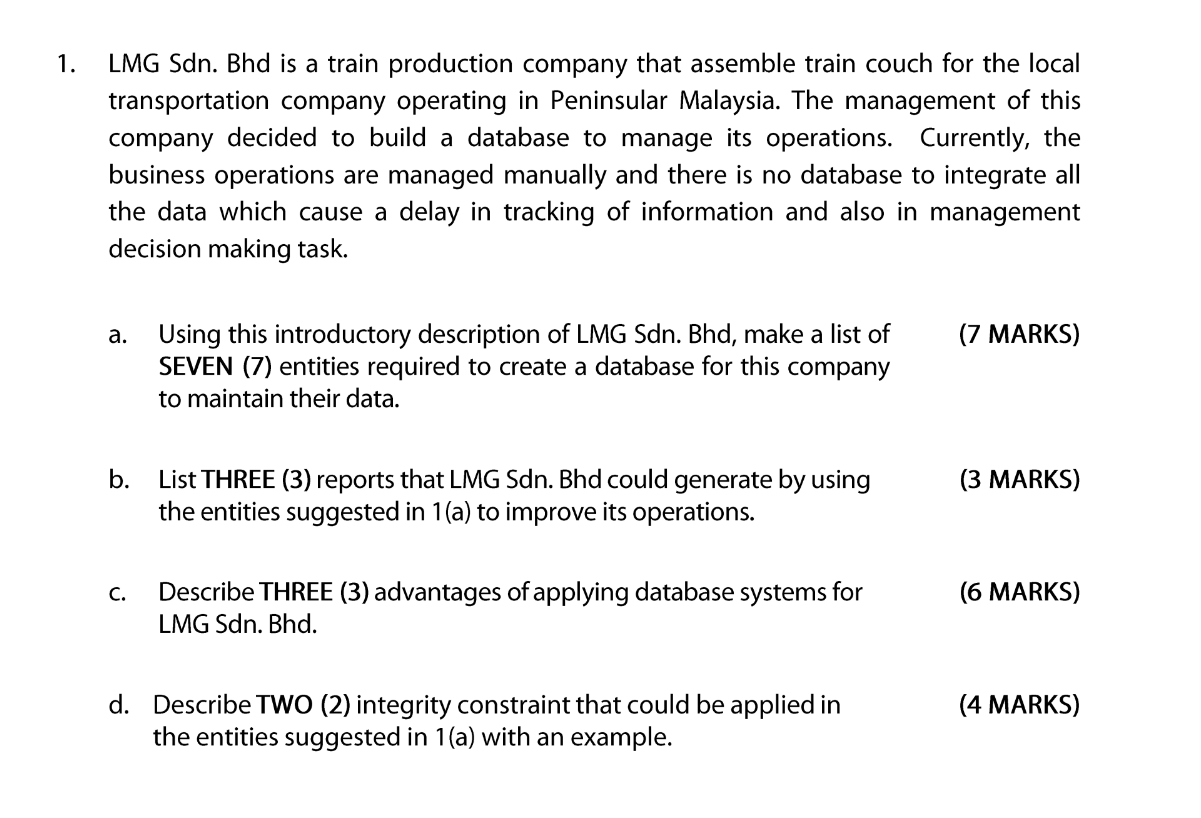 1. LMG Sdn. Bhd is a train production company that assemble train couch for the local
transportation company operating in Peninsular Malaysia. The management of this
company decided to build a database to manage its operations. Currently, the
business operations are managed manually and there is no database to integrate all
the data which cause a delay in tracking of information and also in management
decision making task.
a. Using this introductory description of LMG Sdn. Bhd, make a list of (7 MARKS)
SEVEN (7) entities required to create a database for this company
to maintain their data.
b. List THREE (3) reports that LMG Sdn. Bhd could generate by using (3 MARKS)
the entities suggested in 1(a) to improve its operations.
c. Describe THREE (3) advantages of applying database systems for (6 MARKS)
LMG Sdn. Bhd.
d. Describe TWO (2) integrity constraint that could be applied in (4 MARKS)
the entities suggested in 1(a) with an example.